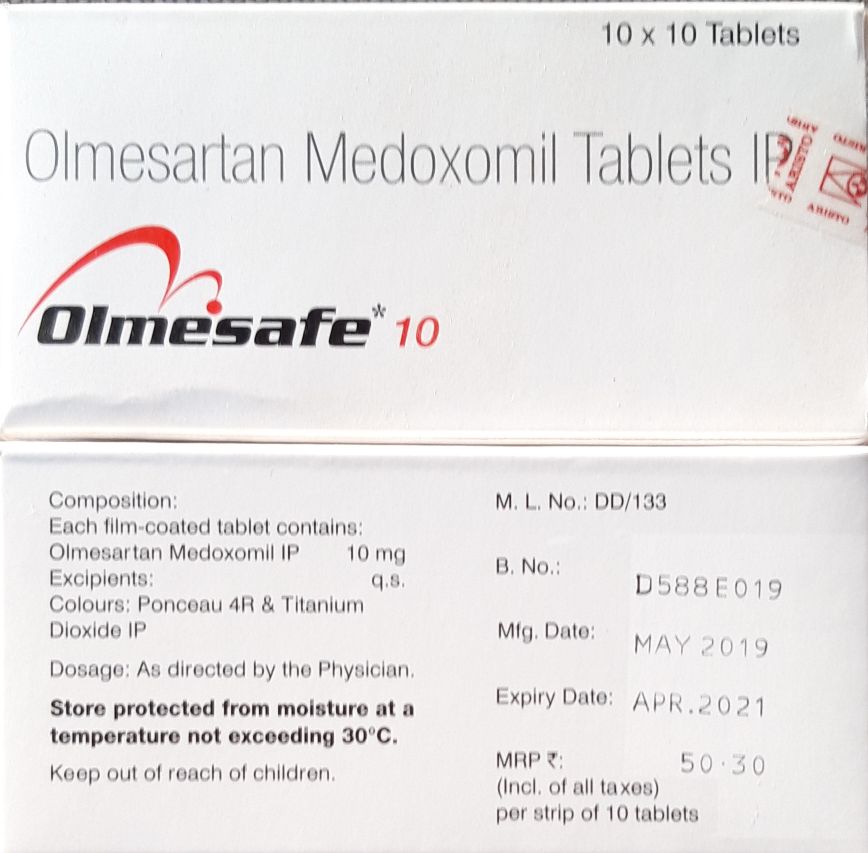 10 x 10 Tablets
Olmesartan Medoxomil Tablets IP
ARISTO
ARISTO
Olmesafe* 10
Composition:
Each film-coated tablet contains:
Olmesartan Medoxomil IP 10 mg
Excipients: q.s.
Colours: Ponceau 4R & Titanium
Dioxide IP
Dosage: As directed by the Physician.
Store protected from moisture at a
temperature not exceeding 30°C.
Keep out of reach of children.
M. L. No.: DD/133
B. No.: D588E019
Mfg. Date: MAY 2019
Expiry Date: APR.2021
MRP ₹: 50.30
(Incl. of all taxes)
per strip of 10 tablets